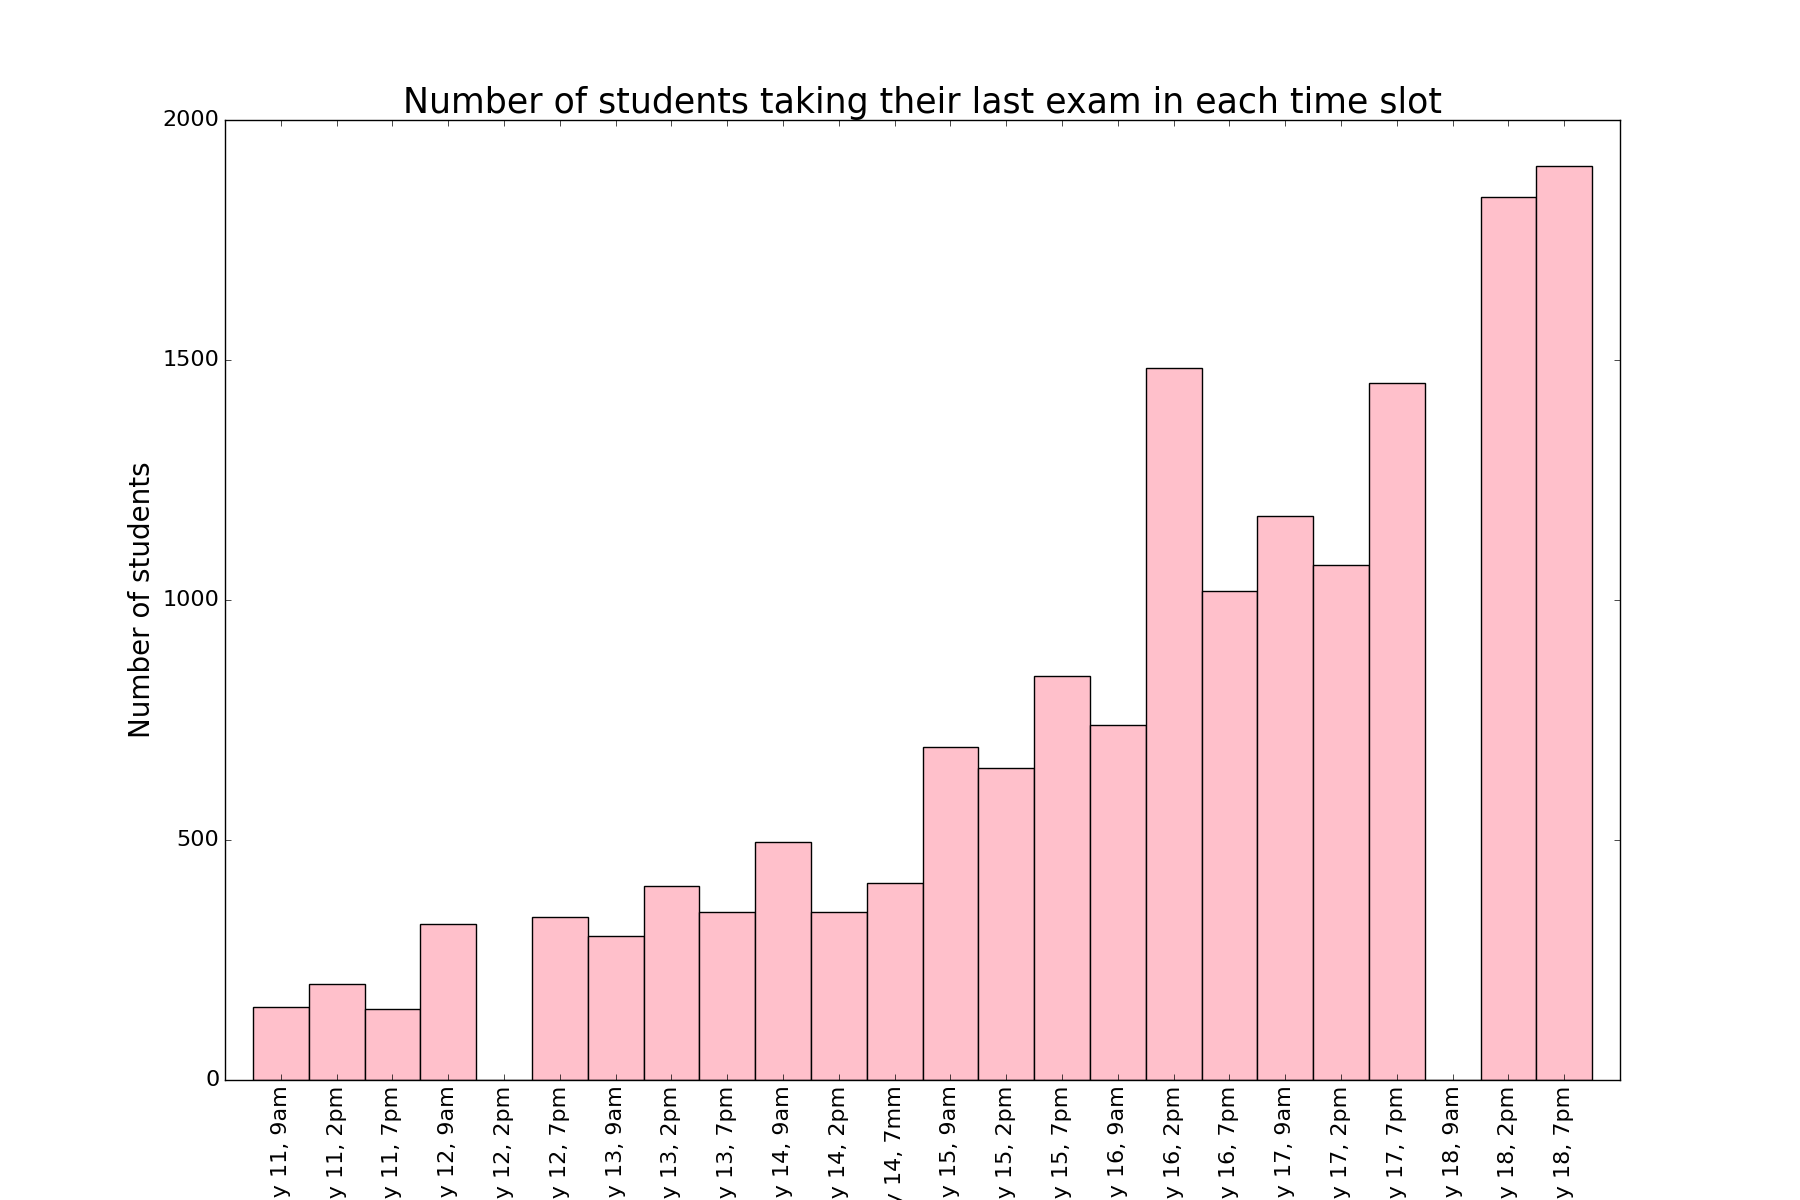 Number of students taking their last exam in each time slot
Number of students
2000
1500
1000
500
0
y 11, 9am
y 11, 2pm
y 11, 7pm
y 12, 9am
y 12, 2pm
y 12, 7pm
y 13, 9am
y 13, 2pm
y 13, 7pm
y 14, 9am
y 14, 2pm
y 14, 7mm
y 15, 9am
y 15, 2pm
y 15, 7pm
y 16, 9am
y 16, 2pm
y 16, 7pm
y 17, 9am
y 17, 2pm
y 17, 7pm
y 18, 9am
y 18, 2pm
y 18, 7pm